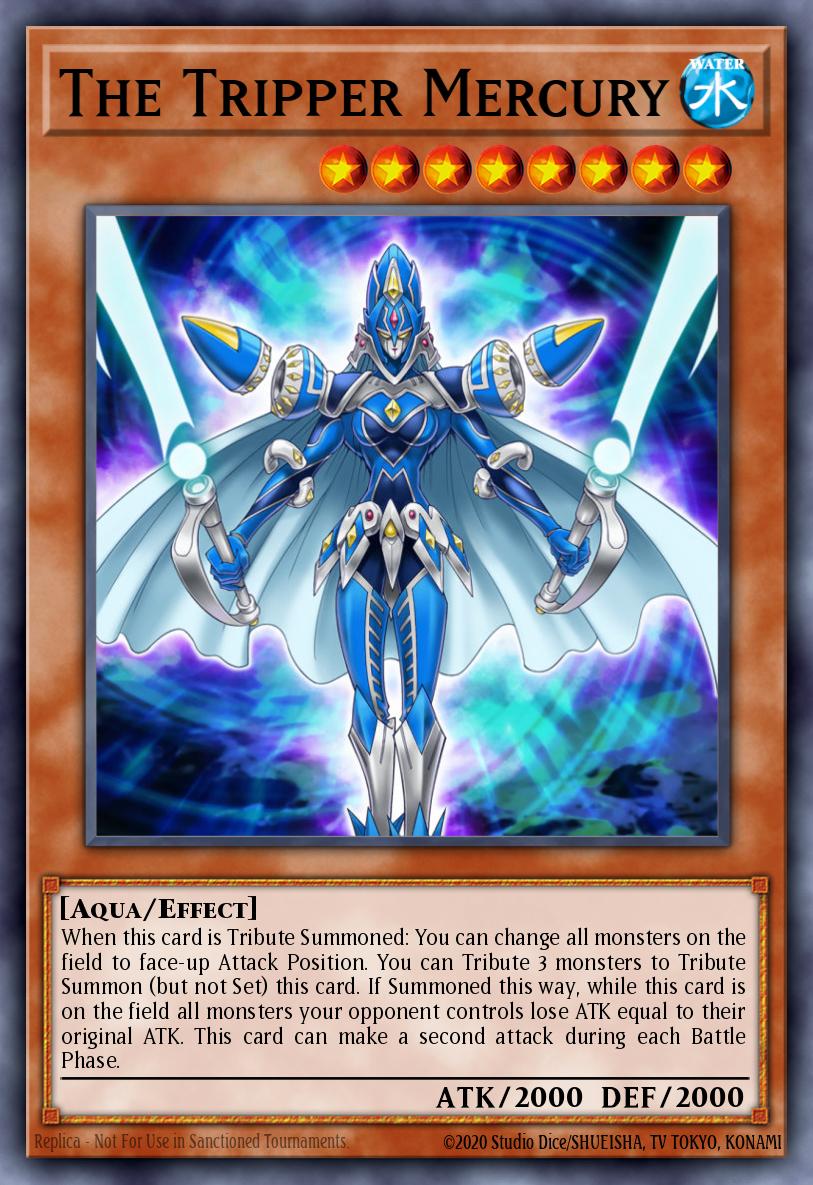 The Tripper Mercury
WATER
水
[Aqua/Effect]
When this card is Tribute Summoned: You can change all monsters on the
field to face-up Attack Position. You can Tribute 3 monsters to Tribute
Summon (but not Set) this card. If Summoned this way, while this card is
on the field all monsters your opponent controls lose ATK equal to their
original ATK. This card can make a second attack during each Battle
Phase.
ATK/2000 DEF/2000
Replica - Not For Use in Sanctioned Tournaments.
©2020 Studio Dice/SHUEISHA, TV TOKYO, KONAMI